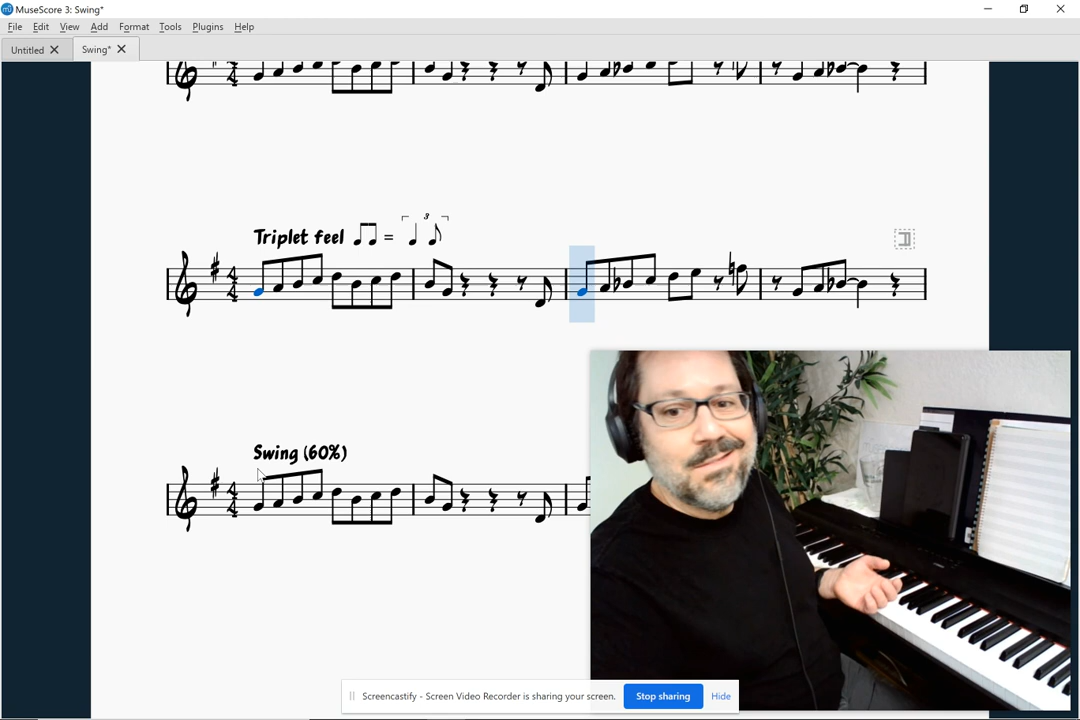 MuseScore 3: Swing*
File Edit View Add Format Tools Plugins Help
Untitled Swing*
Triplet feel = 3
Swing (60%)
Screencastify - Screen Video Recorder is sharing your screen. Stop sharing Hide